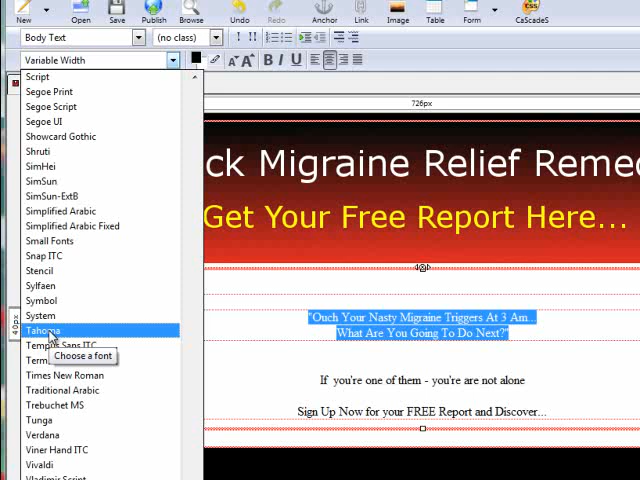 New
Open
Save
Publish
Browse
Undo
Redo
Anchor
Link
Image
Table
Form
CaScadeS
Body Text
(no class)
Variable Width
A A B I U
726px
Script
Segoe Print
Segoe Script
Segoe UI
Showcard Gothic
Shruti
SimHei
SimSun
SimSun-ExtB
Simplified Arabic
Simplified Arabic Fixed
Small Fonts
Snap ITC
Stencil
Sylfaen
Symbol
System
Tahoma
Tempus Sans ITC
Term
Choose a font
Times New Roman
Traditional Arabic
Trebuchet MS
Tunga
Verdana
Viner Hand ITC
Vivaldi
Vladimir Script
40px
ck Migraine Relief Remed
Get Your Free Report Here...
"Ouch Your Nasty Migraine Triggers At 3 Am...
What Are You Going To Do Next?"
If you're one of them - you're are not alone
Sign Up Now for your FREE Report and Discover...